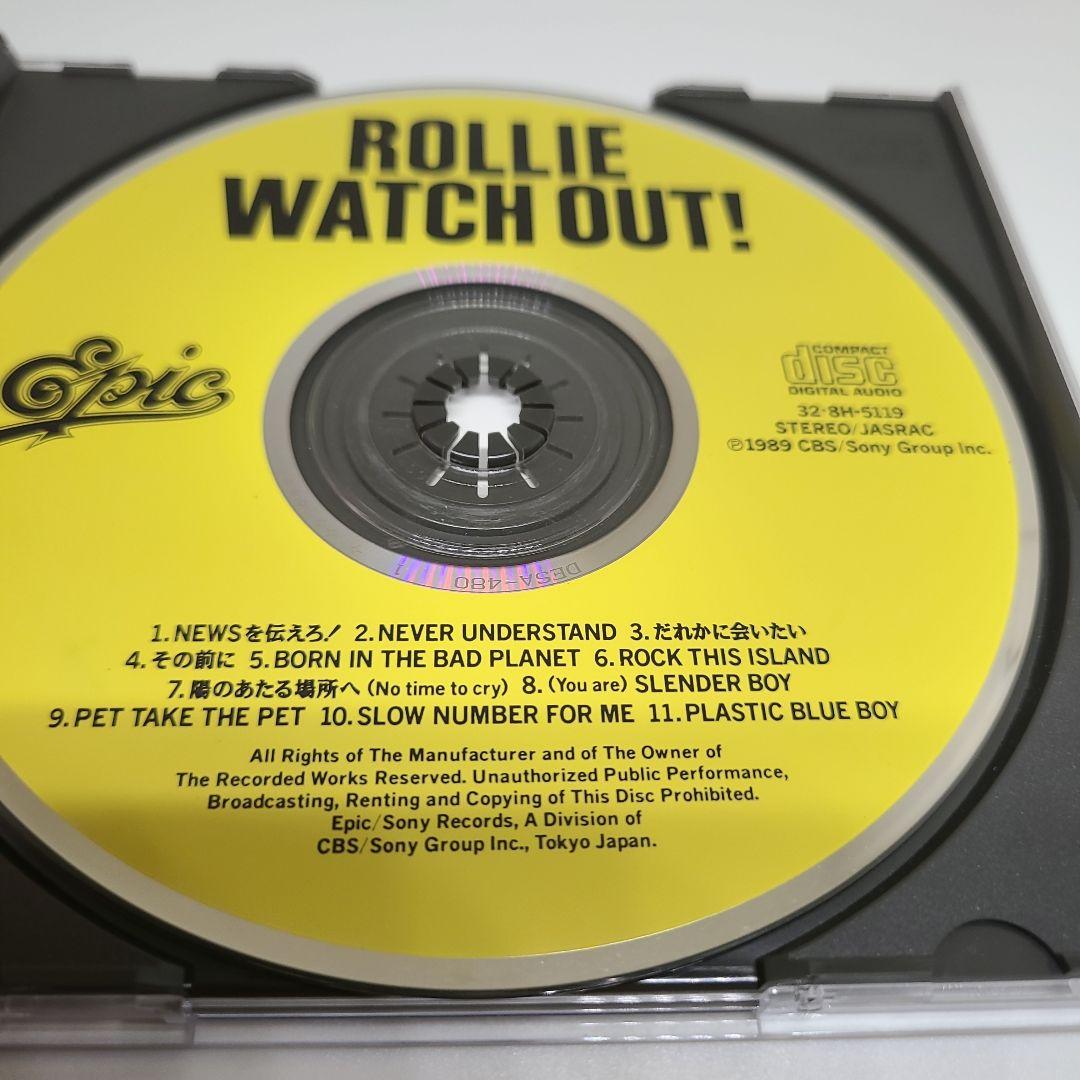 ROLLIE
WATCH OUT!
Epic
COMPACT
disc
DIGITAL AUDIO
32·8H-5119
STEREO/JASRAC
℗1989 CBS/Sony Group Inc.
DESA-480
1
1.NEWSを伝えろ! 2.NEVER UNDERSTAND 3.だれかに会いたい
4.その前に 5.BORN IN THE BAD PLANET 6.ROCK THIS ISLAND
7.陽のあたる場所へ(No time to cry) 8.(You are) SLENDER BOY
9.PET TAKE THE PET 10.SLOW NUMBER FOR ME 11.PLASTIC BLUE BOY
All Rights of The Manufacturer and of The Owner of
The Recorded Works Reserved. Unauthorized Public Performance,
Broadcasting, Renting and Copying of This Disc Prohibited.
Epic/Sony Records, A Division of
CBS/Sony Group Inc., Tokyo Japan.